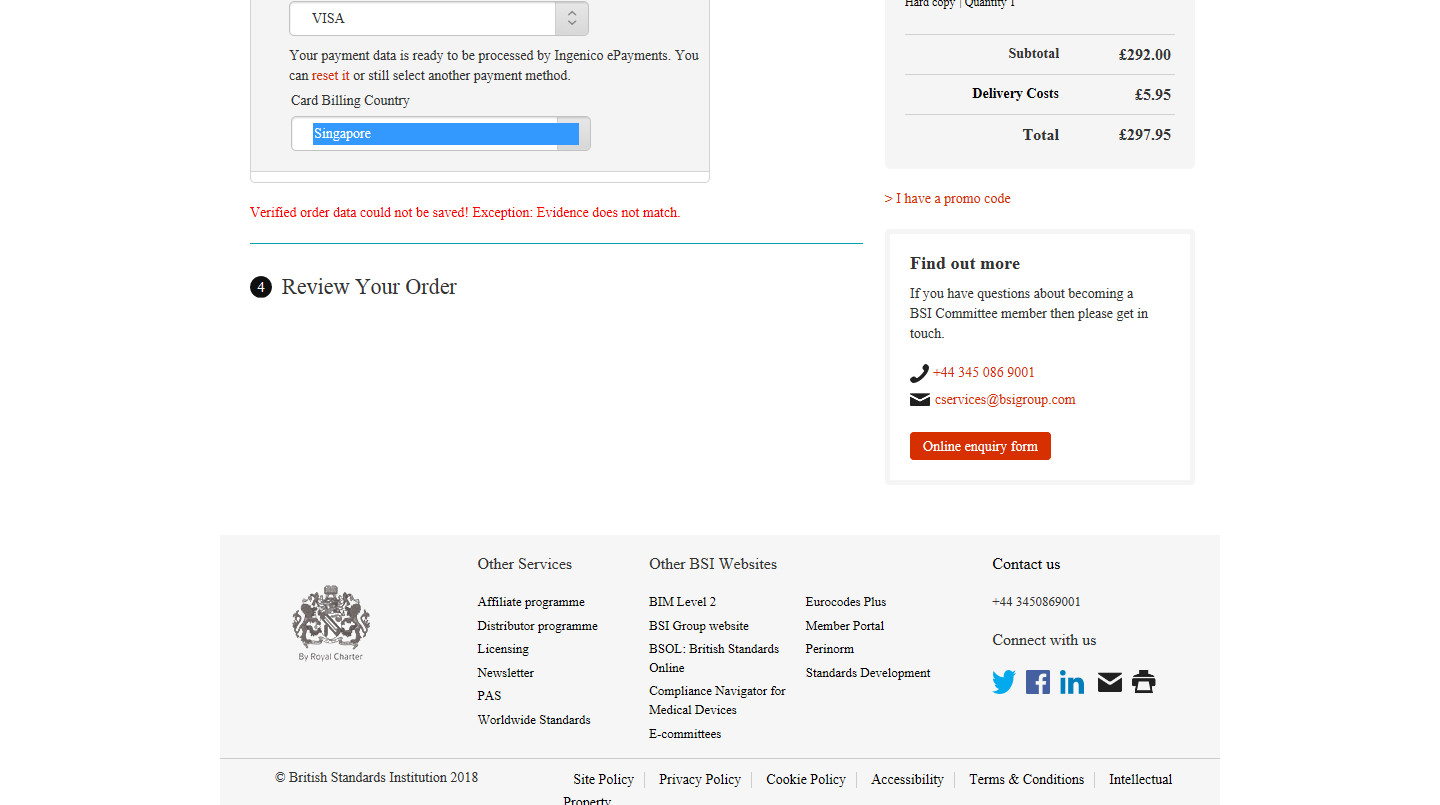 VISA
Your payment data is ready to be processed by Ingenico ePayments. You
can reset it or still select another payment method.
Card Billing Country
Singapore
Verified order data could not be saved! Exception: Evidence does not match.
4 Review Your Order
Hard copy | Quantity 1
Subtotal £292.00
Delivery Costs £5.95
Total £297.95
> I have a promo code
Find out more
If you have questions about becoming a
BSI Committee member then please get in
touch.
+44 345 086 9001
cservices@bsigroup.com
Online enquiry form
By Royal Charter
Other Services
Affiliate programme
Distributor programme
Licensing
Newsletter
PAS
Worldwide Standards
Other BSI Websites
BIM Level 2
BSI Group website
BSOL: British Standards
Online
Compliance Navigator for
Medical Devices
E-committees
Eurocodes Plus
Member Portal
Perinorm
Standards Development
Contact us
+44 3450869001
Connect with us
© British Standards Institution 2018
Site Policy Privacy Policy Cookie Policy Accessibility Terms & Conditions Intellectual
Property